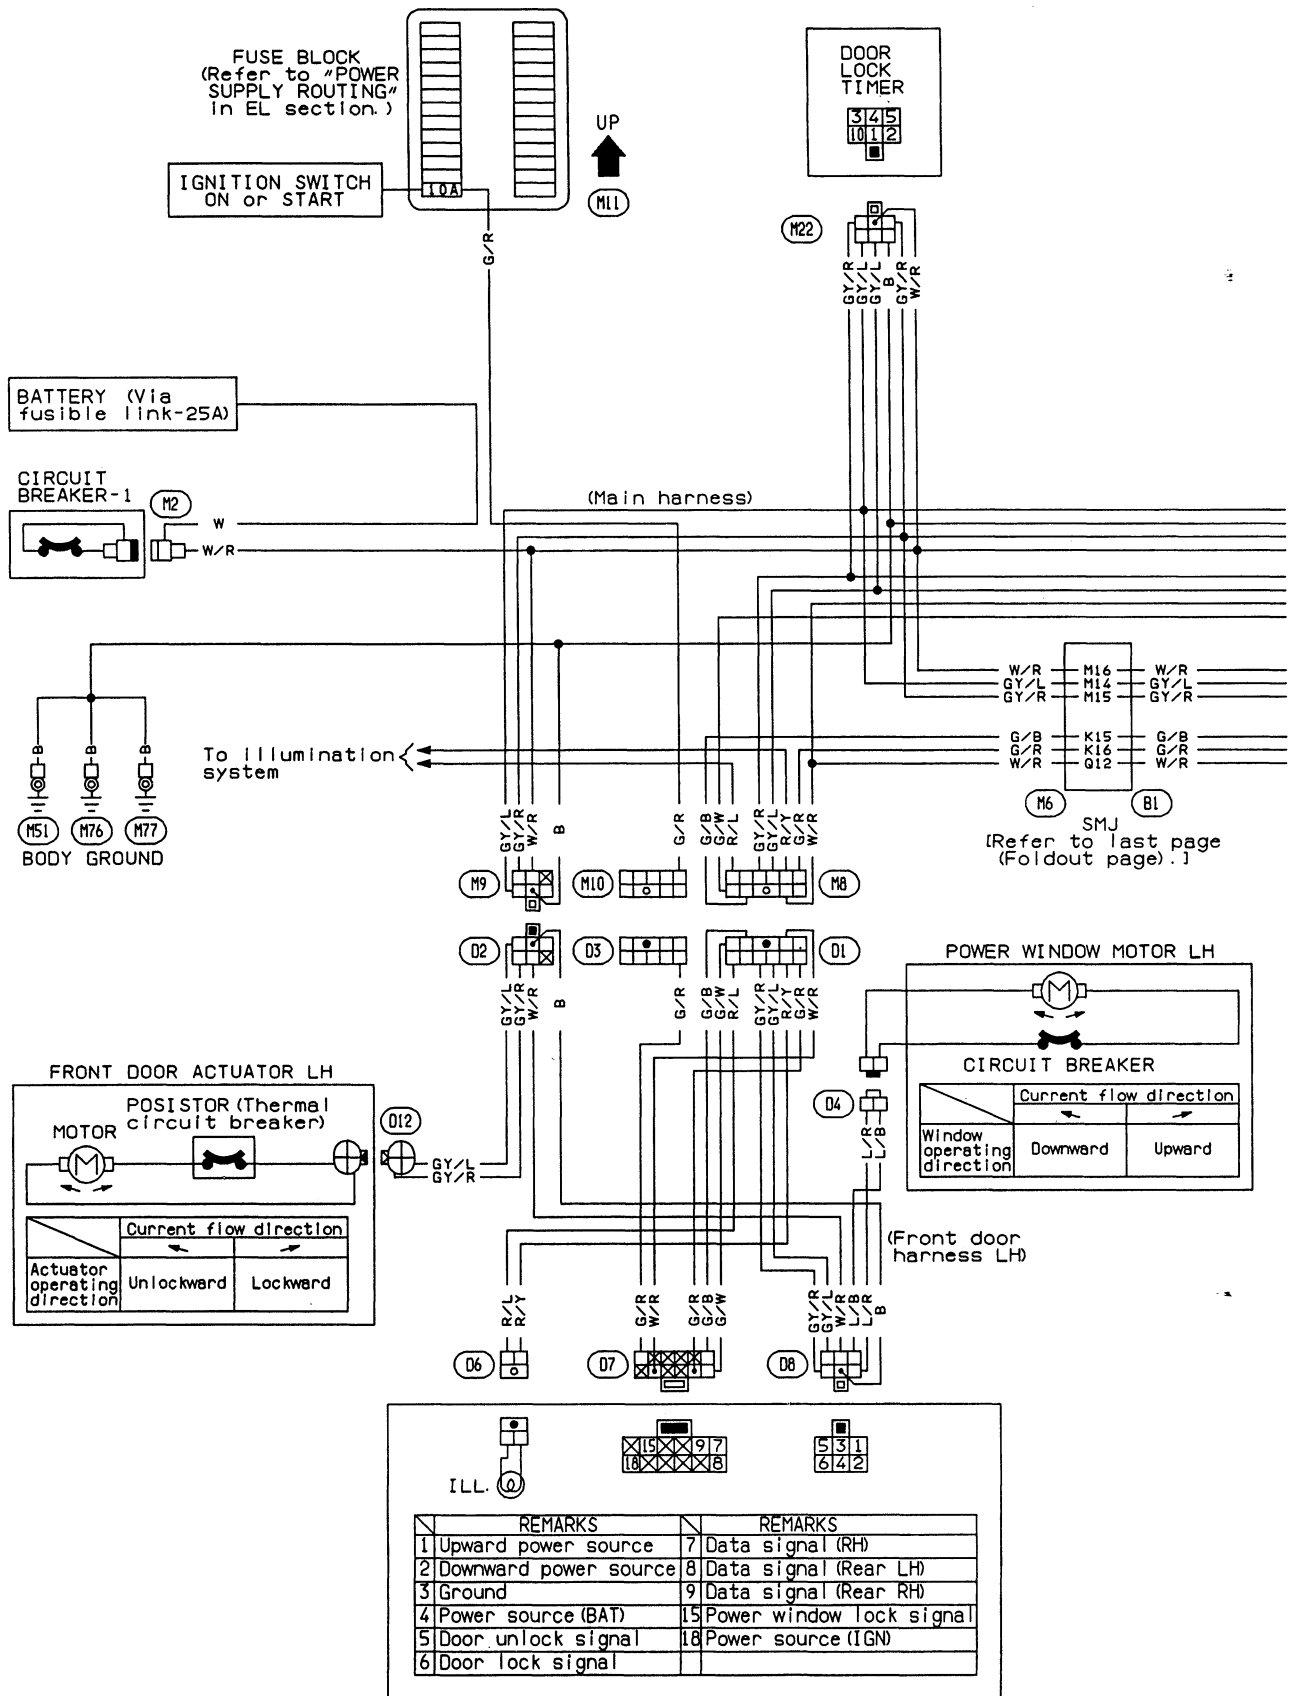 FUSE BLOCK
(Refer to "POWER
SUPPLY ROUTING"
in EL section.)
IGNITION SWITCH
ON or START
10A
UP
M11
G/R
DOOR
LOCK
TIMER
3 4 5
10 1 2
M22
GY/R GY/L GY/L B GY/R W/R
BATTERY (Via
fusible link-25A)
CIRCUIT
BREAKER-1
M2
W
W/R
(Main harness)
W/R M16 W/R
GY/L M14 GY/L
GY/R M15 GY/R
G/B K15 G/B
G/R K16 G/R
W/R Q12 W/R
M6 B1
SMJ
[Refer to last page
(Foldout page).]
B B B
M51 M76 M77
BODY GROUND
To illumination
system
GY/L GY/R W/R B G/R G/B G/W R/L GY/R GY/L R/Y G/R W/R
M9 M10 M8
D2 D3 D1
GY/L GY/R W/R B G/R G/B G/W R/L GY/R GY/L R/Y G/R W/R
POWER WINDOW MOTOR LH
M
CIRCUIT BREAKER
Current flow direction
Window
operating
direction
Downward Upward
D4
L/R L/B
FRONT DOOR ACTUATOR LH
POSISTOR (Thermal
circuit breaker)
MOTOR
M
D12
GY/L
GY/R
Current flow direction
Actuator
operating
direction
Unlockward Lockward
(Front door
harness LH)
R/L R/Y G/R W/R G/R G/B G/W GY/R GY/L W/R L/B L/R B
D6 D7 D8
ILL.
15 9 7
18 8
5 3 1
6 4 2
REMARKS REMARKS
1 Upward power source 7 Data signal (RH)
2 Downward power source 8 Data signal (Rear LH)
3 Ground 9 Data signal (Rear RH)
4 Power source (BAT) 15 Power window lock signal
5 Door unlock signal 18 Power source (IGN)
6 Door lock signal